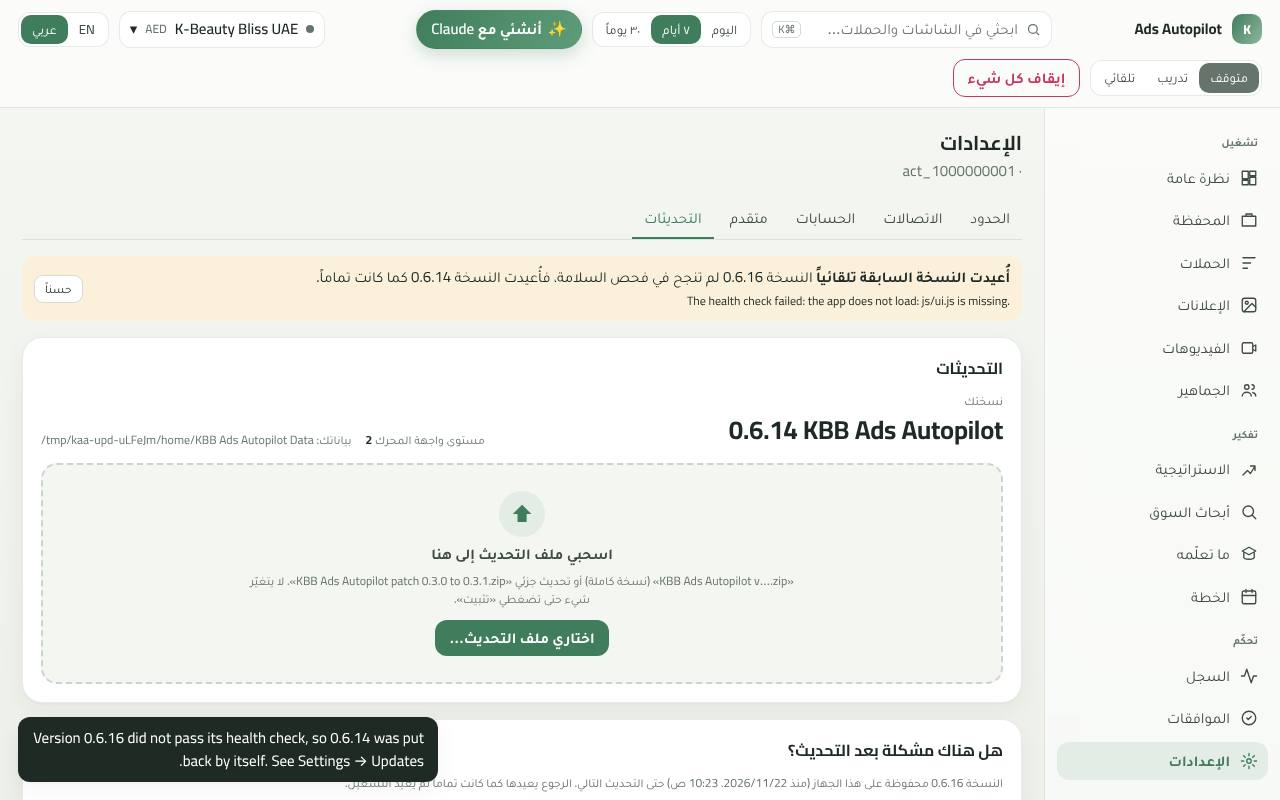 K
Ads Autopilot
ابحثي في الشاشات والحملات...
⌘K
اليوم
٧ أيام
٣٠ يوماً
✨ أنشئي مع Claude
K-Beauty Bliss UAE AED ▾
EN
عربي
متوقف
تدريب
تلقائي
إيقاف كل شيء
تشغيل
نظرة عامة
المحفظة
الحملات
الإعلانات
الفيديوهات
الجماهير
تفكير
الاستراتيجية
أبحاث السوق
ما تعلّمه
الخطة
تحكّم
السجل
الموافقات
الإعدادات
الإعدادات
· act_1000000001
الحدود
الاتصالات
الحسابات
متقدم
التحديثات
أُعيدت النسخة السابقة تلقائياً النسخة 0.6.16 لم تنجح في فحص السلامة، فأُعيدت النسخة 0.6.14 كما كانت تماماً.
The health check failed: the app does not load: js/ui.js is missing.
حسناً
التحديثات
نسختك
0.6.14 KBB Ads Autopilot
مستوى واجهة المحرك 2
بياناتك: /tmp/kaa-upd-uLFeJm/home/KBB Ads Autopilot Data
اسحبي ملف التحديث إلى هنا
«KBB Ads Autopilot v….zip» (نسخة كاملة) أو تحديث جزئي «KBB Ads Autopilot patch 0.3.0 to 0.3.1.zip». لا يتغيّر
شيء حتى تضغطي «تثبيت».
اختاري ملف التحديث...
هل هناك مشكلة بعد التحديث؟
النسخة 0.6.16 محفوظة على هذا الجهاز (منذ 2026/11/22، 10:23 ص) حتى التحديث التالي. الرجوع يعيدها كما كانت تماماً ثم يعيد التشغيل.
Version 0.6.16 did not pass its health check, so 0.6.14 was put
back by itself. See Settings → Updates.